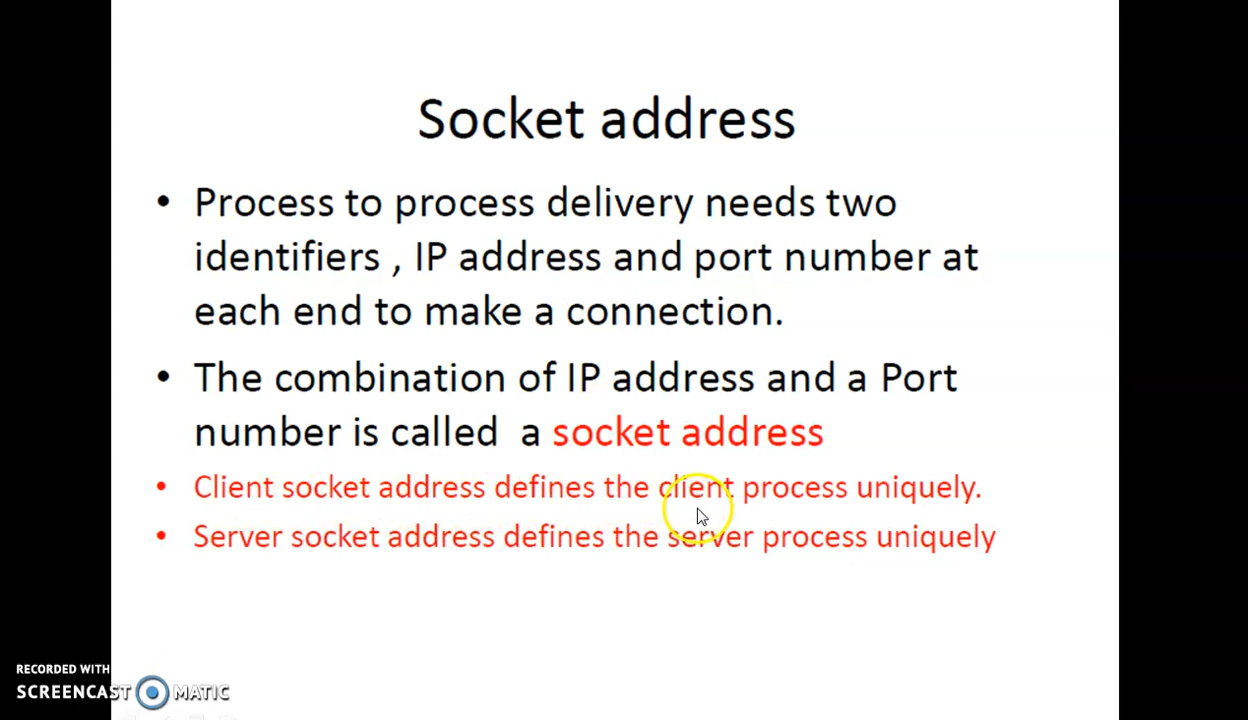 Socket address
• Process to process delivery needs two
identifiers , IP address and port number at
each end to make a connection.
• The combination of IP address and a Port
number is called a socket address
• Client socket address defines the client process uniquely.
• Server socket address defines the server process uniquely
RECORDED WITH
SCREENCAST MATIC